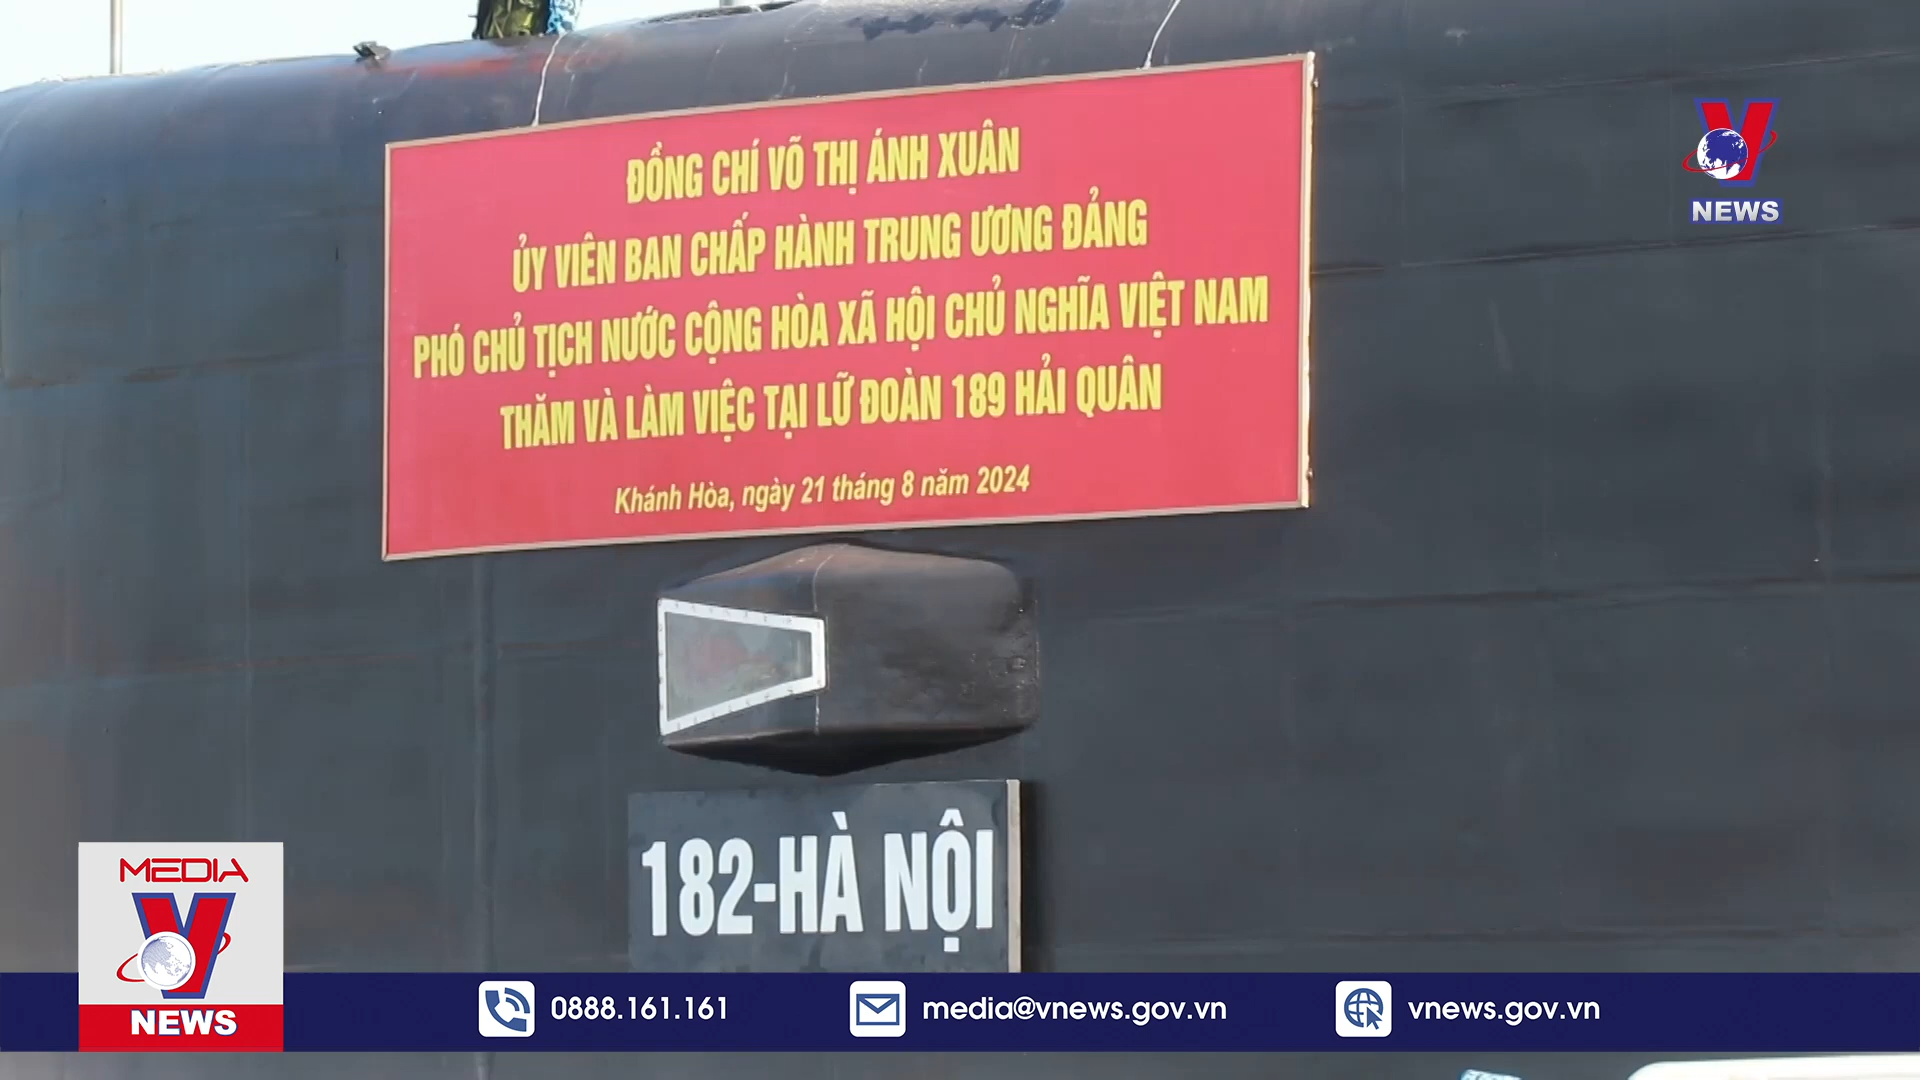 ĐỒNG CHÍ VÕ THỊ ÁNH XUÂN
ỦY VIÊN BAN CHẤP HÀNH TRUNG ƯƠNG ĐẢNG
PHÓ CHỦ TỊCH NƯỚC CỘNG HÒA XÃ HỘI CHỦ NGHĨA VIỆT NAM
THĂM VÀ LÀM VIỆC TẠI LỮ ĐOÀN 189 HẢI QUÂN
Khánh Hòa, ngày 21 tháng 8 năm 2024
V
NEWS
182-HÀ NỘI
MEDIA
V
NEWS
0888.161.161
media@vnews.gov.vn
vnews.gov.vn